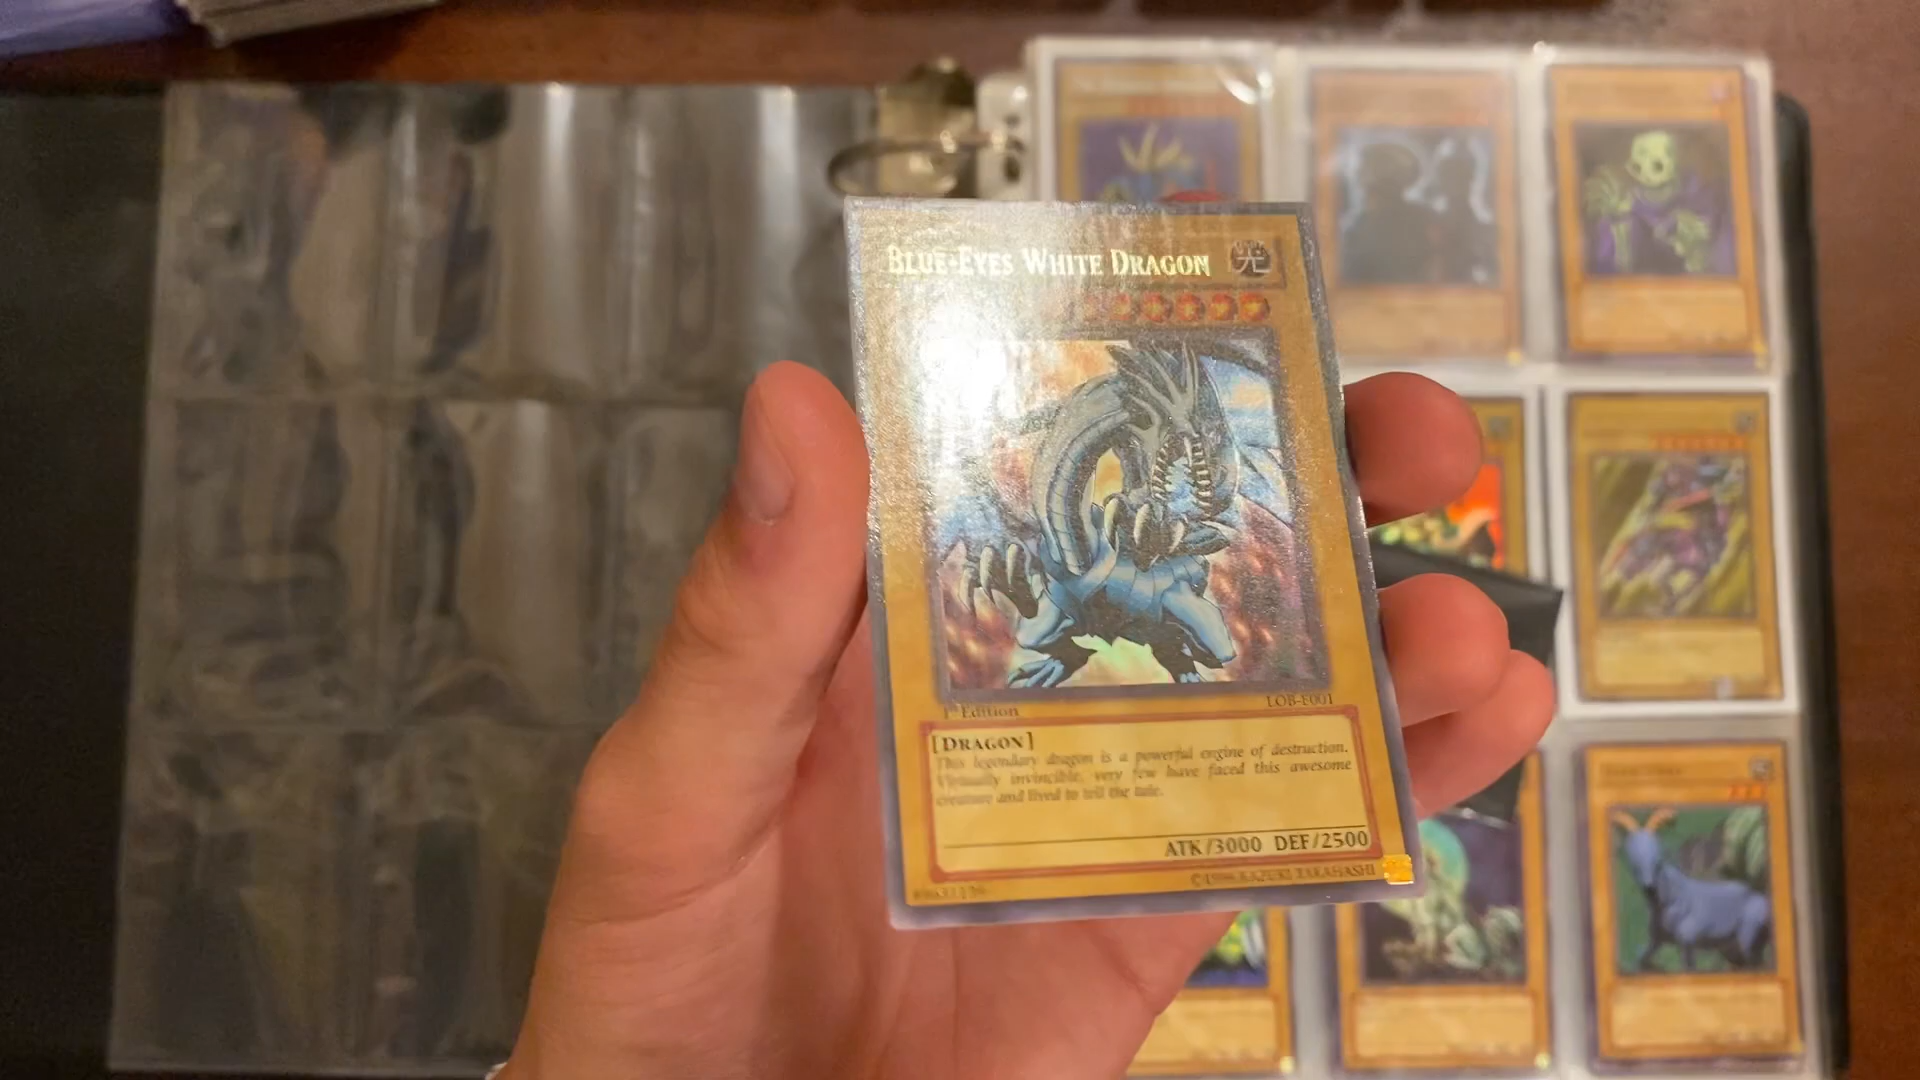 BLUE-EYES WHITE DRAGON 光
1st Edition
LOB-E001
[DRAGON]
This legendary dragon is a powerful engine of destruction.
Virtually invincible, very few have faced this awesome
creature and lived to tell the tale.
ATK/3000 DEF/2500
©1996 KAZUKI TAKAHASHI